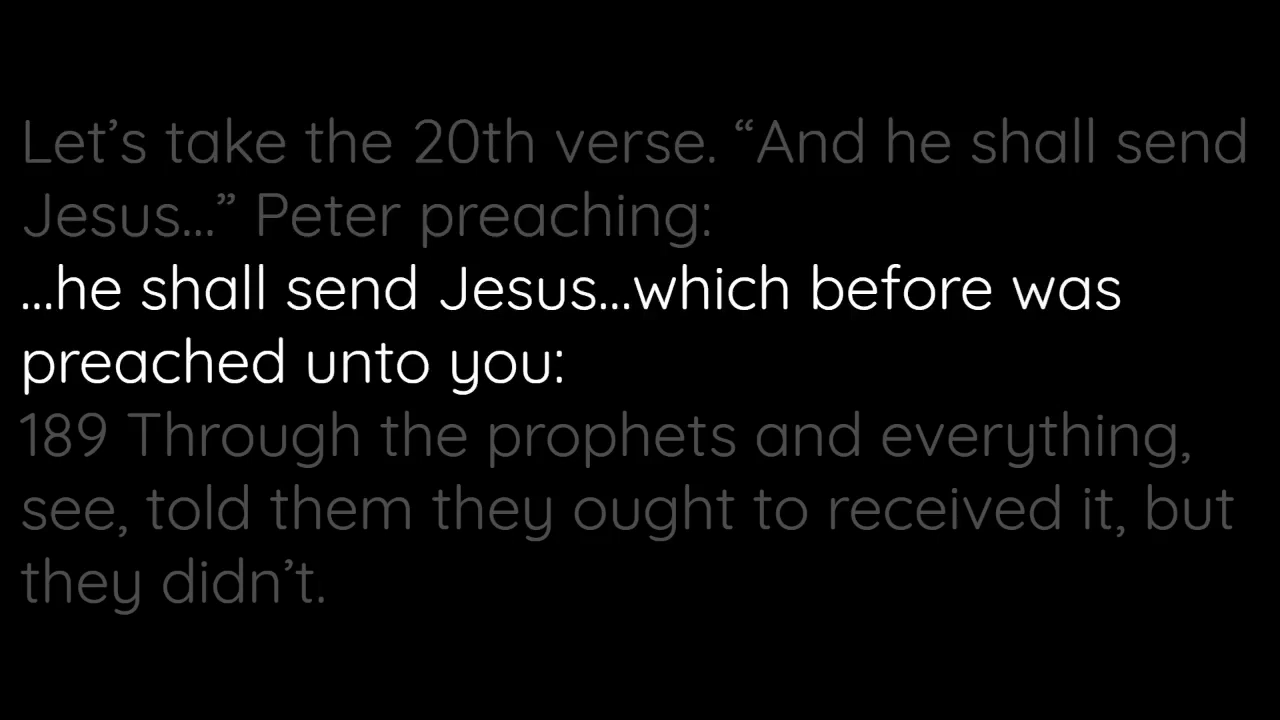 Let’s take the 20th verse. “And he shall send
Jesus...” Peter preaching:
...he shall send Jesus...which before was
preached unto you:
189 Through the prophets and everything,
see, told them they ought to received it, but
they didn’t.